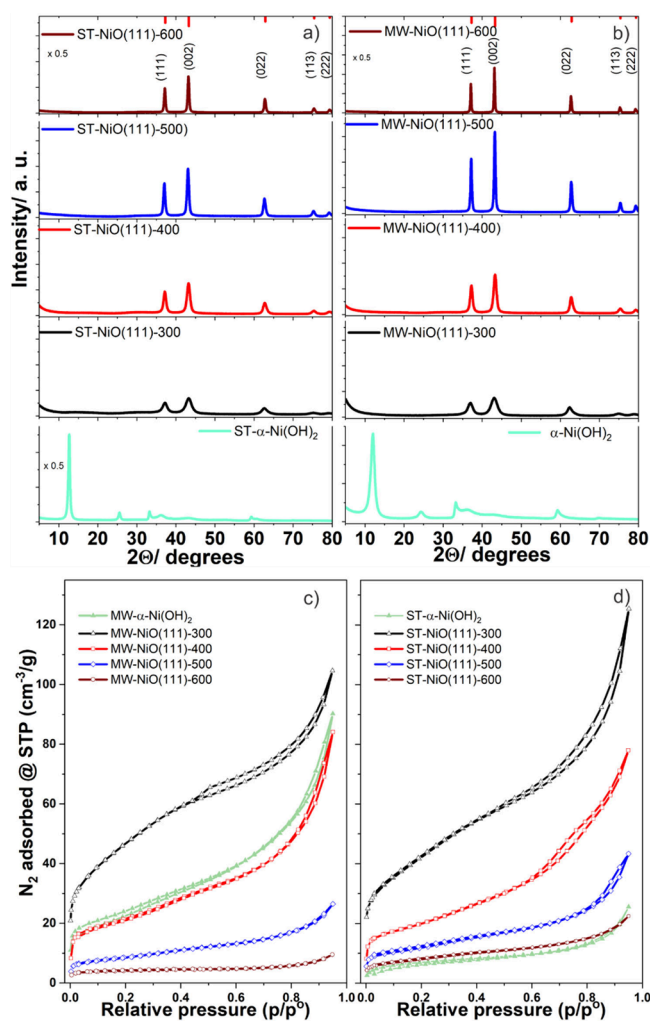 ST-NiO(111)-600
a)
x 0.5
(111)
(002)
(022)
(113)
(222)
ST-NiO(111)-500)
ST-NiO(111)-400
ST-NiO(111)-300
ST-α-Ni(OH)2
x 0.5
Intensity/ a. u.
10 20 30 40 50 60 70 80
2Θ/ degrees
MW-NiO(111)-600
b)
x 0.5
(111)
(002)
(022)
(113)
(222)
MW-NiO(111)-500
MW-NiO(111)-400)
MW-NiO(111)-300
α-Ni(OH)2
10 20 30 40 50 60 70 80
2Θ/ degrees
c)
MW-α-Ni(OH)2
MW-NiO(111)-300
MW-NiO(111)-400
MW-NiO(111)-500
MW-NiO(111)-600
N2 adsorbed @ STP (cm-3/g)
120
100
80
60
40
20
0
0.0 0.2 0.4 0.6 0.8 1.0
Relative pressure (p/pº)
d)
ST-α-Ni(OH)2
ST-NiO(111)-300
ST-NiO(111)-400
ST-NiO(111)-500
ST-NiO(111)-600
0.0 0.2 0.4 0.6 0.8 1.0
Relative pressure (p/pº)